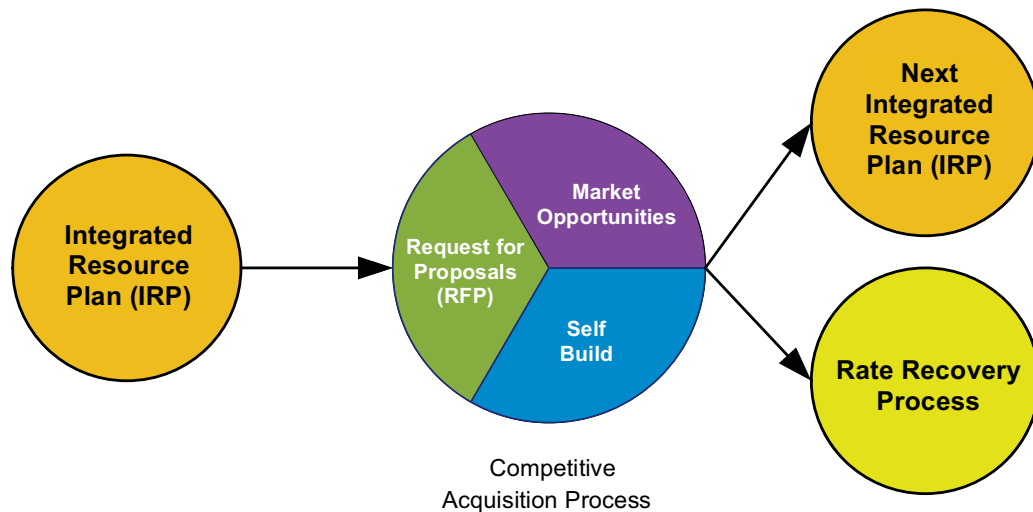 Integrated
Resource
Plan (IRP)
Request for
Proposals
(RFP)
Market
Opportunities
Self
Build
Competitive
Acquisition Process
Next
Integrated
Resource
Plan (IRP)
Rate Recovery
Process